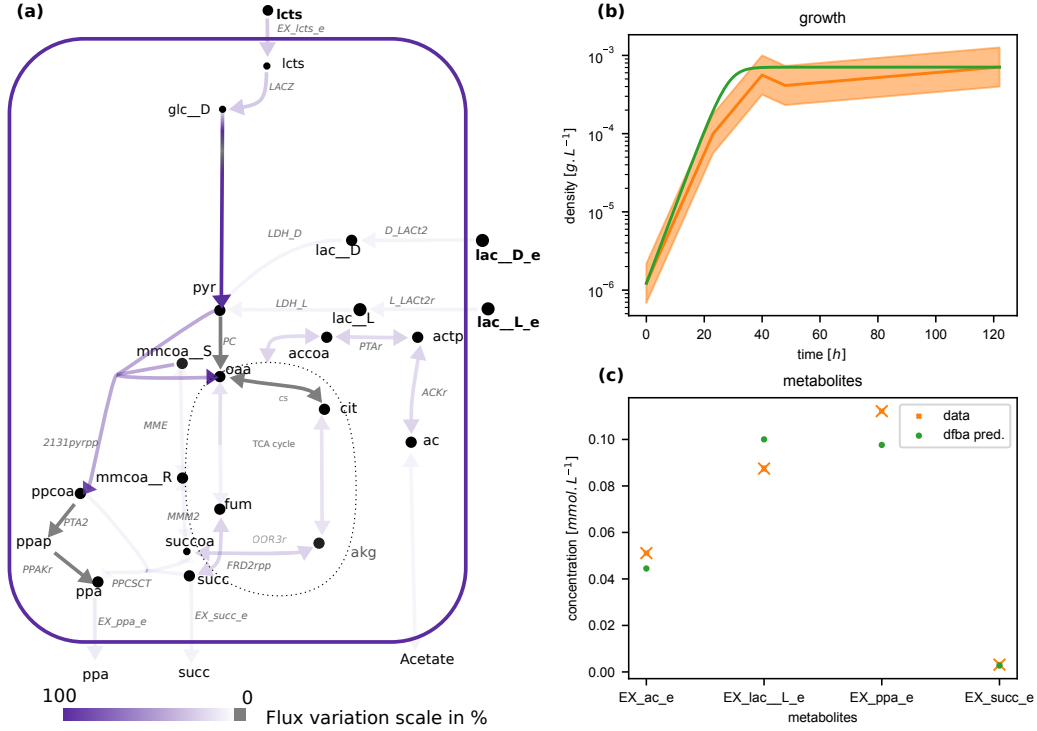 (a)
lcts
EX_lcts_e
lcts
LACZ
glc__D
LDH_D
D_LACt2
lac__D
lac__D_e
pyr
LDH_L
L_LACt2r
lac__L
lac__L_e
PC
mmcoa__S
accoa
PTAr
actp
oaa
cs
cit
ACKr
MME
2131pyrpp
TCA cycle
ac
mmcoa__R
ppcoa
fum
PTA2
MMM2
ppap
succoa
OOR3r
akg
PPAKr
FRD2rpp
PPCSCT
succ
ppa
EX_ppa_e
EX_succ_e
ppa
succ
Acetate
100
0
Flux variation scale in %
(b)
growth
density [g. L⁻¹]
10⁻³
10⁻⁴
10⁻⁵
10⁻⁶
0
20
40
60
80
100
120
time [h]
(c)
metabolites
data
dfba pred.
concentration [mmol. L⁻¹]
0.10
0.08
0.06
0.04
0.02
0.00
EX_ac_e
EX_lac__L_e
EX_ppa_e
EX_succ_e
metabolites